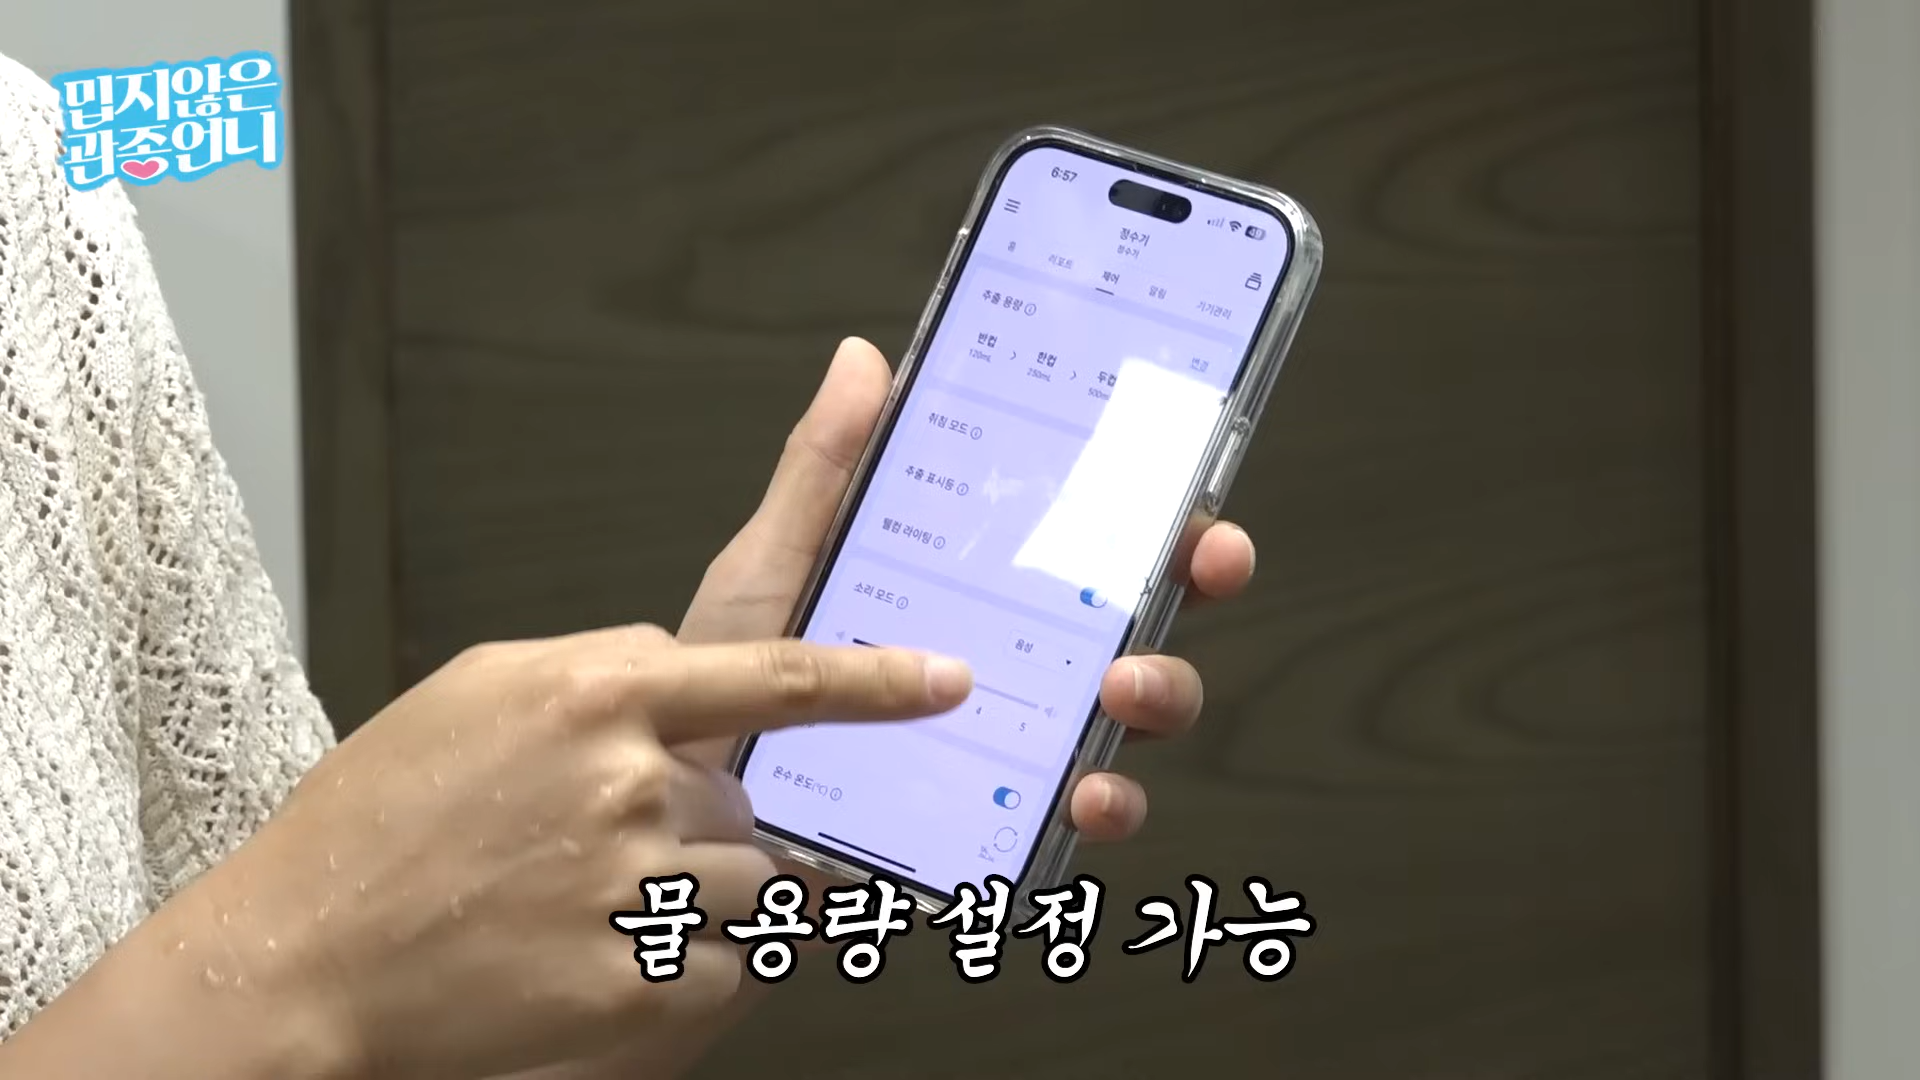 밉지않은
관종언니
6:57
48
정수기
정수기
홈 리포트 제어 알림 기기관리
추출 용량
변경
반컵 > 한컵 > 두컵
120mL 250mL 500mL
취침 모드
추출 표시등
웰컴 라이팅
소리 모드
음성
4 5
온수 온도(℃)
물 용량 설정 가능